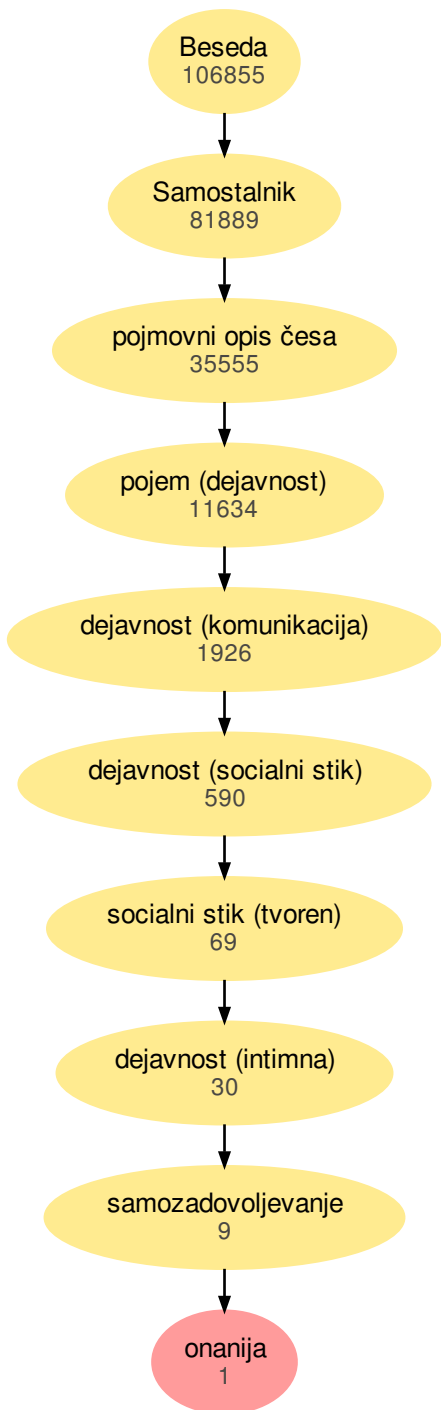 Beseda
106855
Samostalnik
81889
pojmovni opis česa
35555
pojem (dejavnost)
11634
dejavnost (komunikacija)
1926
dejavnost (socialni stik)
590
socialni stik (tvoren)
69
dejavnost (intimna)
30
samozadovoljevanje
9
onanija
1